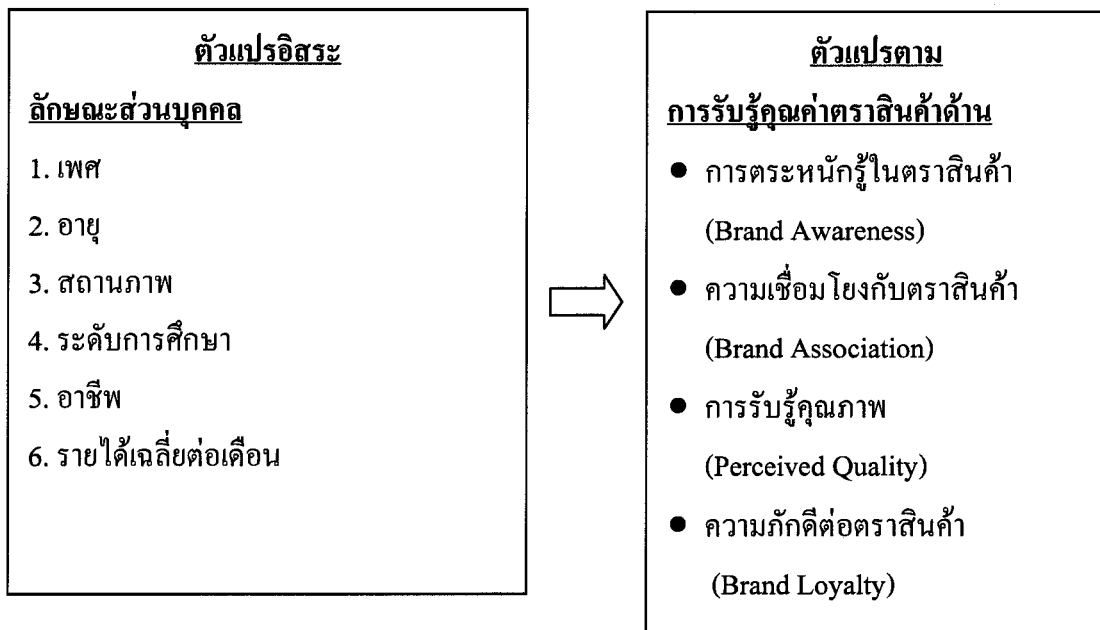 ตัวแปรอิสระ
ลักษณะส่วนบุคคล
1. เพศ
2. อายุ
3. สถานภาพ
4. ระดับการศึกษา
5. อาชีพ
6. รายได้เฉลี่ยต่อเดือน
ตัวแปรตาม
การรับรู้คุณค่าตราสินค้าด้าน
● การตระหนักรู้ในตราสินค้า
(Brand Awareness)
● ความเชื่อมโยงกับตราสินค้า
(Brand Association)
● การรับรู้คุณภาพ
(Perceived Quality)
● ความภักดีต่อตราสินค้า
(Brand Loyalty)